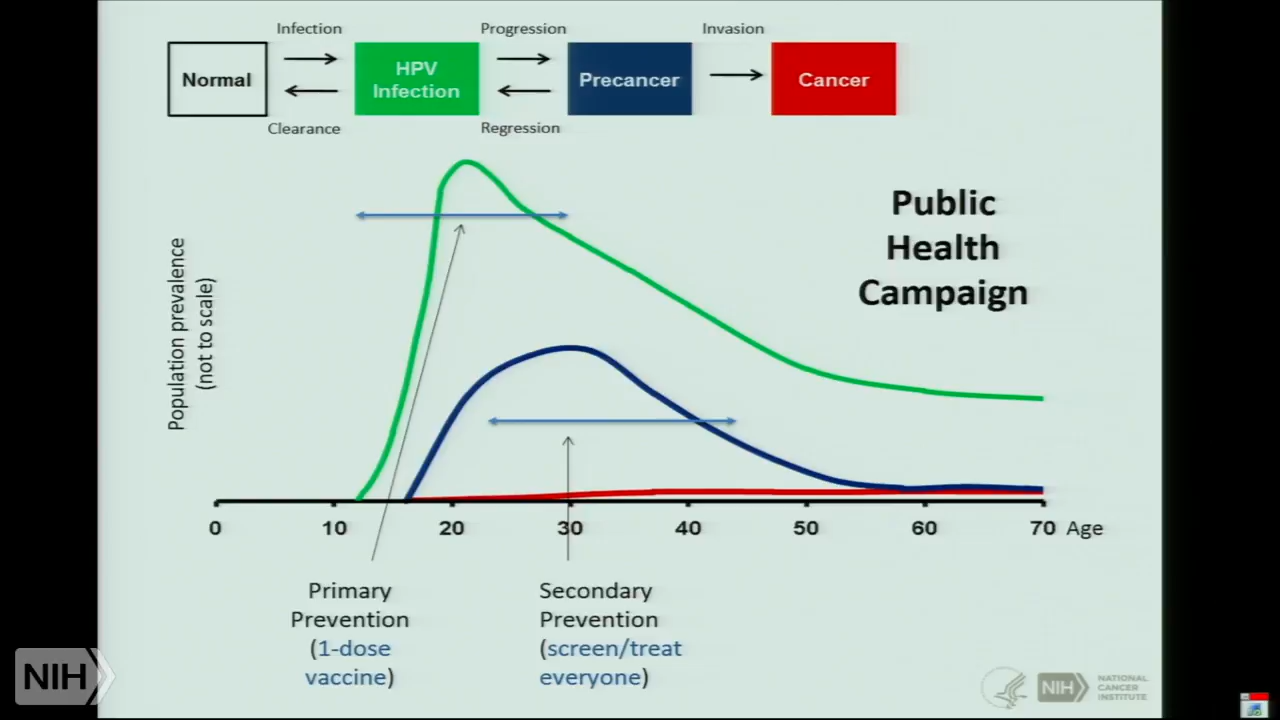 Infection
Progression
Invasion
Normal
HPV
Infection
Precancer
Cancer
Clearance
Regression
Public
Health
Campaign
Population prevalence
(not to scale)
0 10 20 30 40 50 60 70 Age
Primary
Prevention
(1-dose
vaccine)
Secondary
Prevention
(screen/treat
everyone)
NIH
NIH
NATIONAL
CANCER
INSTITUTE